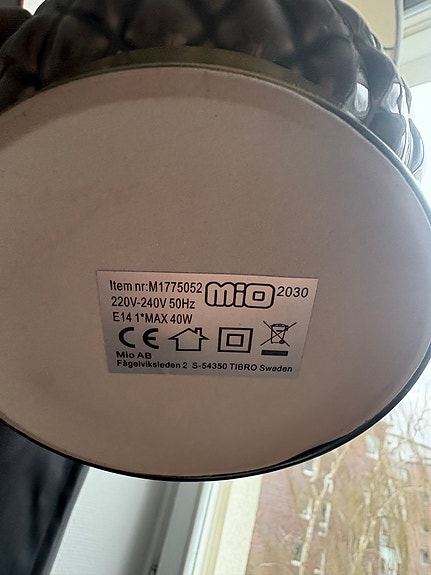 Item nr:M1775052 mio 2030
220V-240V 50Hz
E14 1*MAX 40W
CE
Mio AB
Fågelviksleden 2 S-54350 TIBRO Sweden